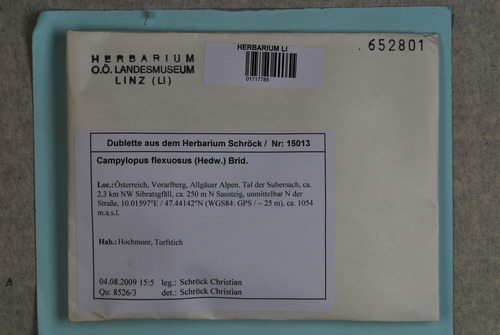 HERBARIUM
O.Ö. LANDESMUSEUM
LINZ (LI)
HERBARIUM LI
01717785
.652801
Dublette aus dem Herbarium Schröck / Nr: 15013
Campylopus flexuosus (Hedw.) Brid.
Loc.: Österreich, Vorarlberg, Allgäuer Alpen, Tal der Subersach, ca.
2,3 km NW Sibratsgfäll, ca. 250 m N Sausteig, unmittelbar N der
Straße, 10.01597°E / 47.44142°N (WGS84: GPS / ~ 25 m), ca. 1054
m.a.s.l.
Hab.: Hochmoor, Torfstich
04.08.2009 15:5 leg.: Schröck Christian
Qu: 8526/3 det.: Schröck Christian